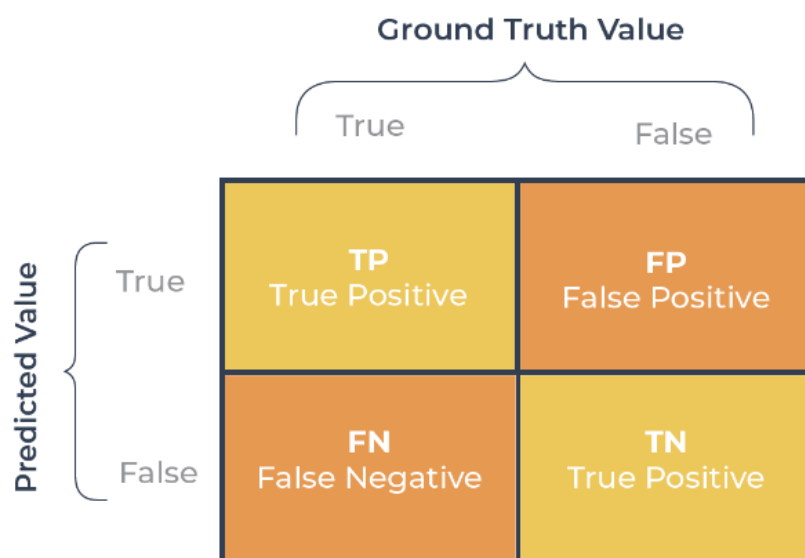 Ground Truth Value
True
False
Predicted Value
True
TP
True Positive
FP
False Positive
False
FN
False Negative
TN
True Positive